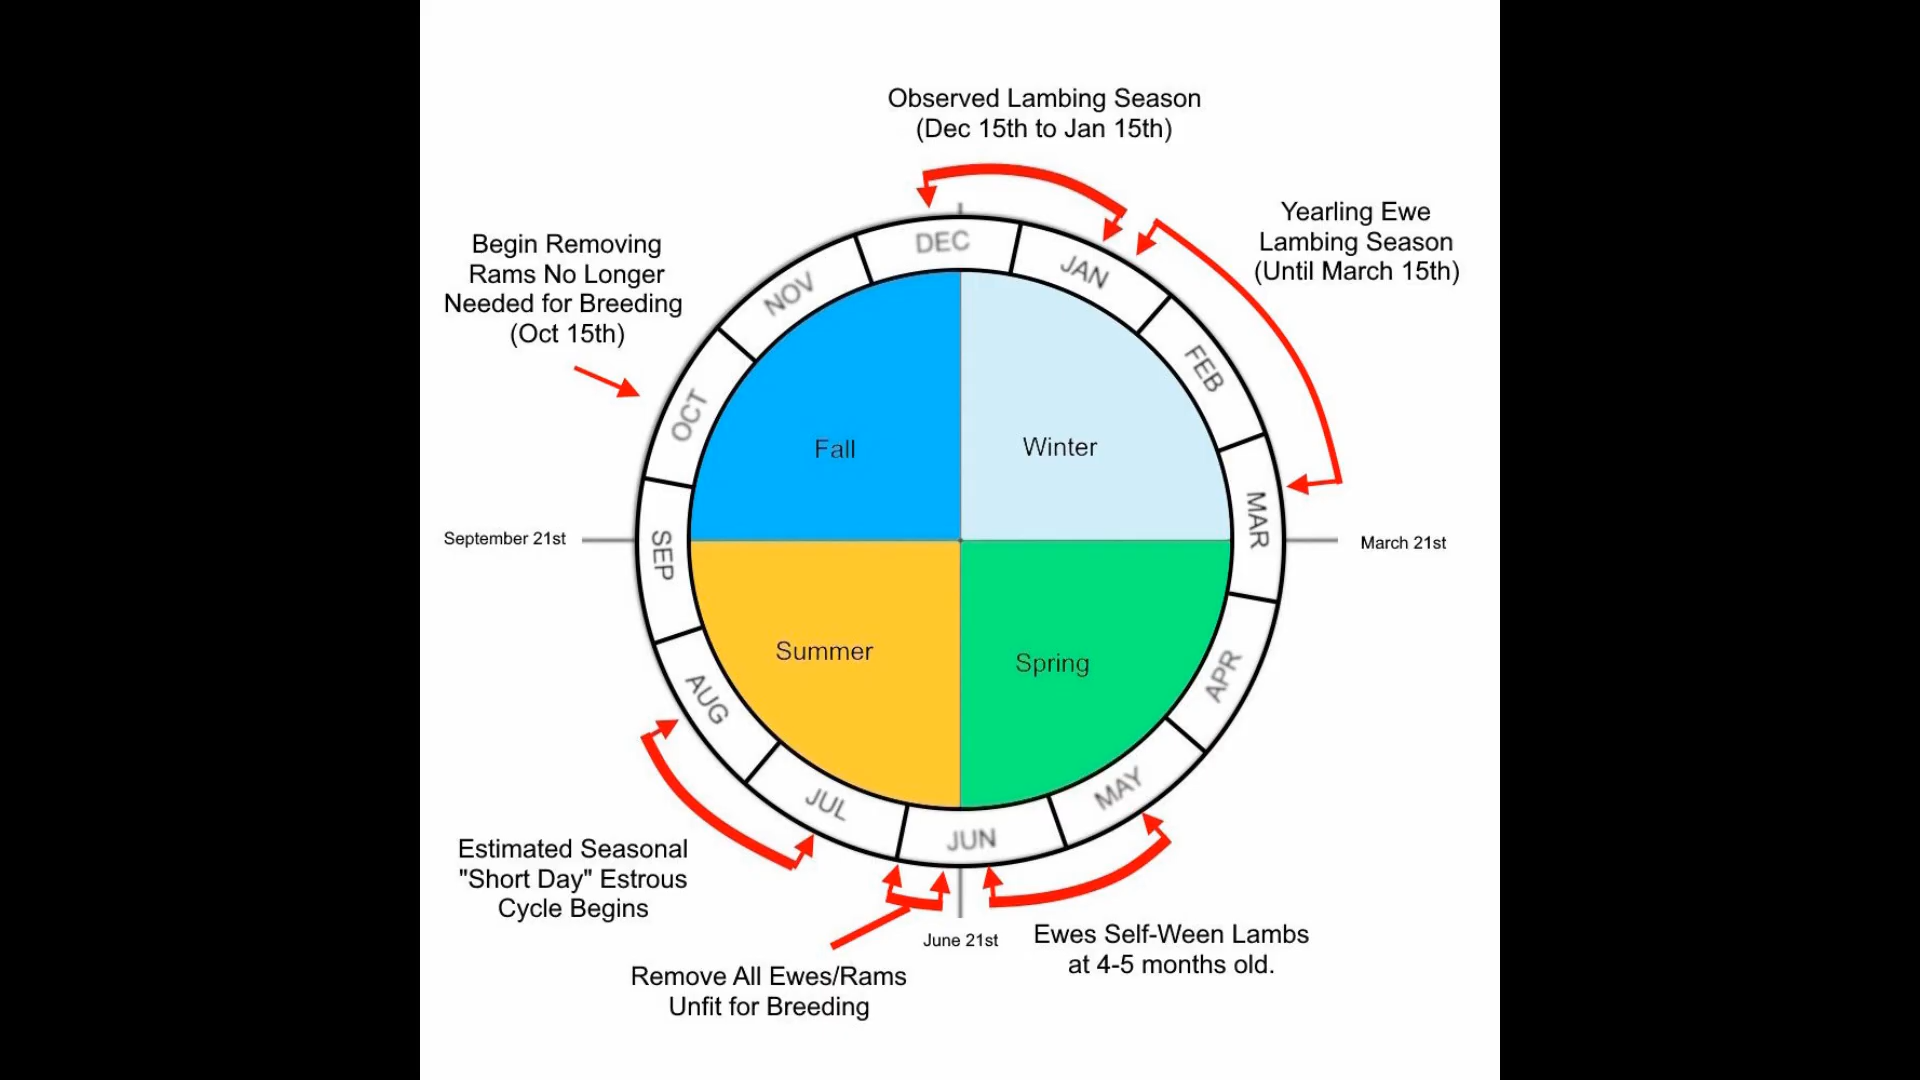 Observed Lambing Season
(Dec 15th to Jan 15th)
Yearling Ewe
Lambing Season
(Until March 15th)
Begin Removing
Rams No Longer
Needed for Breeding
(Oct 15th)
DEC
JAN
NOV
FEB
OCT
MAR
Fall
Winter
September 21st
March 21st
SEP
Summer
Spring
APR
AUG
MAY
JUL
JUN
Estimated Seasonal
"Short Day" Estrous
Cycle Begins
June 21st
Ewes Self-Ween Lambs
at 4-5 months old.
Remove All Ewes/Rams
Unfit for Breeding